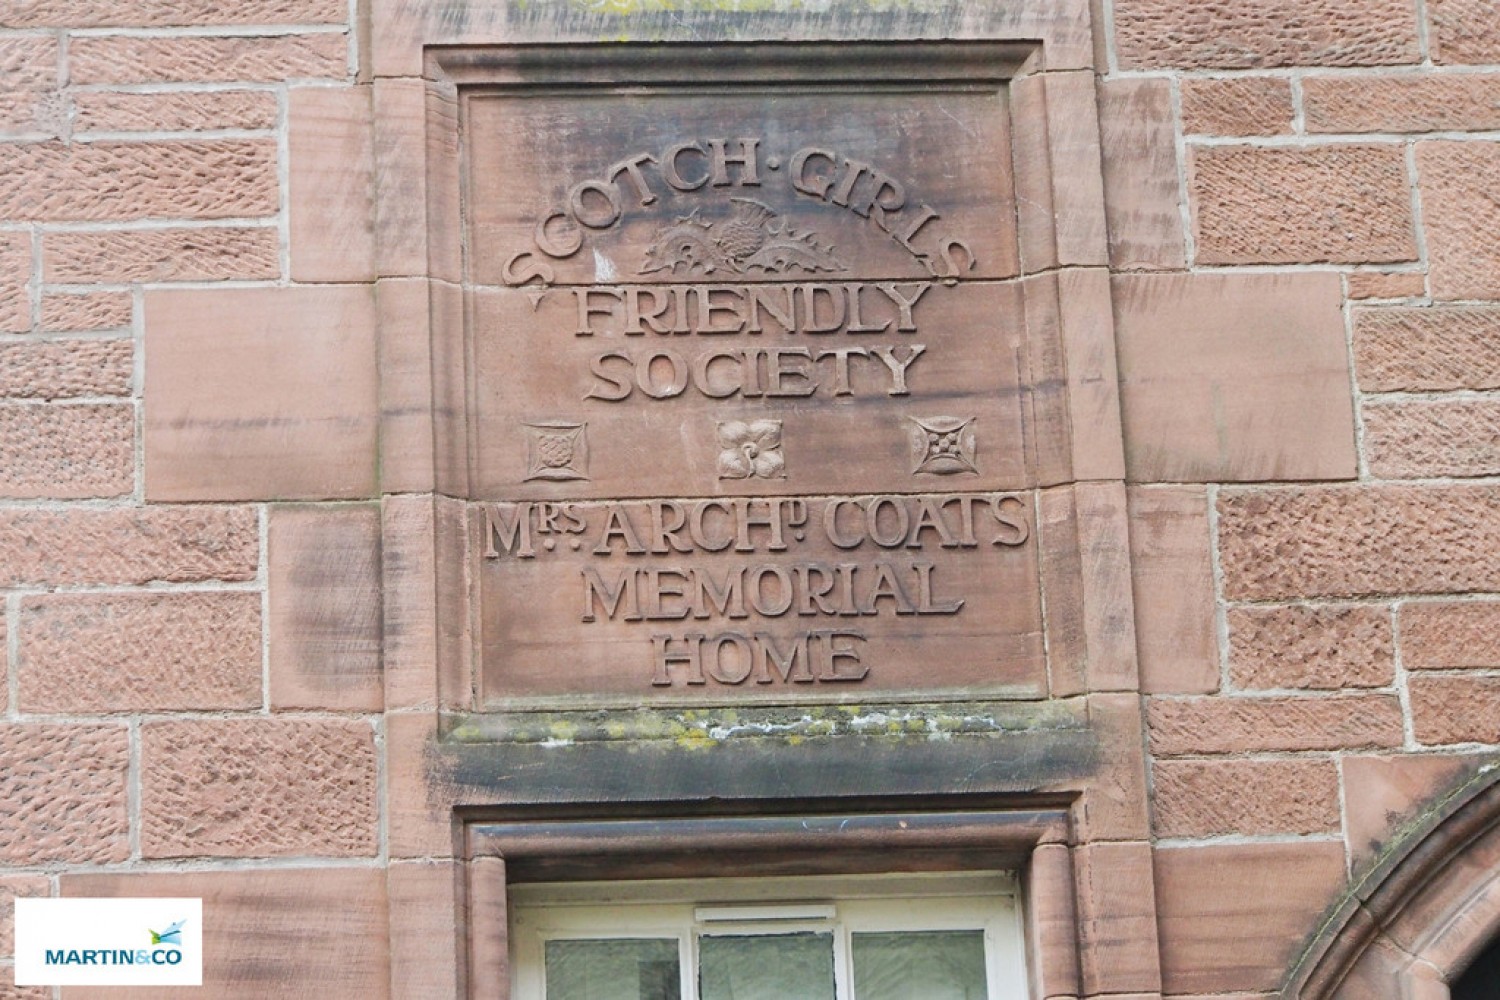 SCOTCH·GIRLS
FRIENDLY
SOCIETY
MRS ARCHD COATS
MEMORIAL
HOME
MARTIN&CO